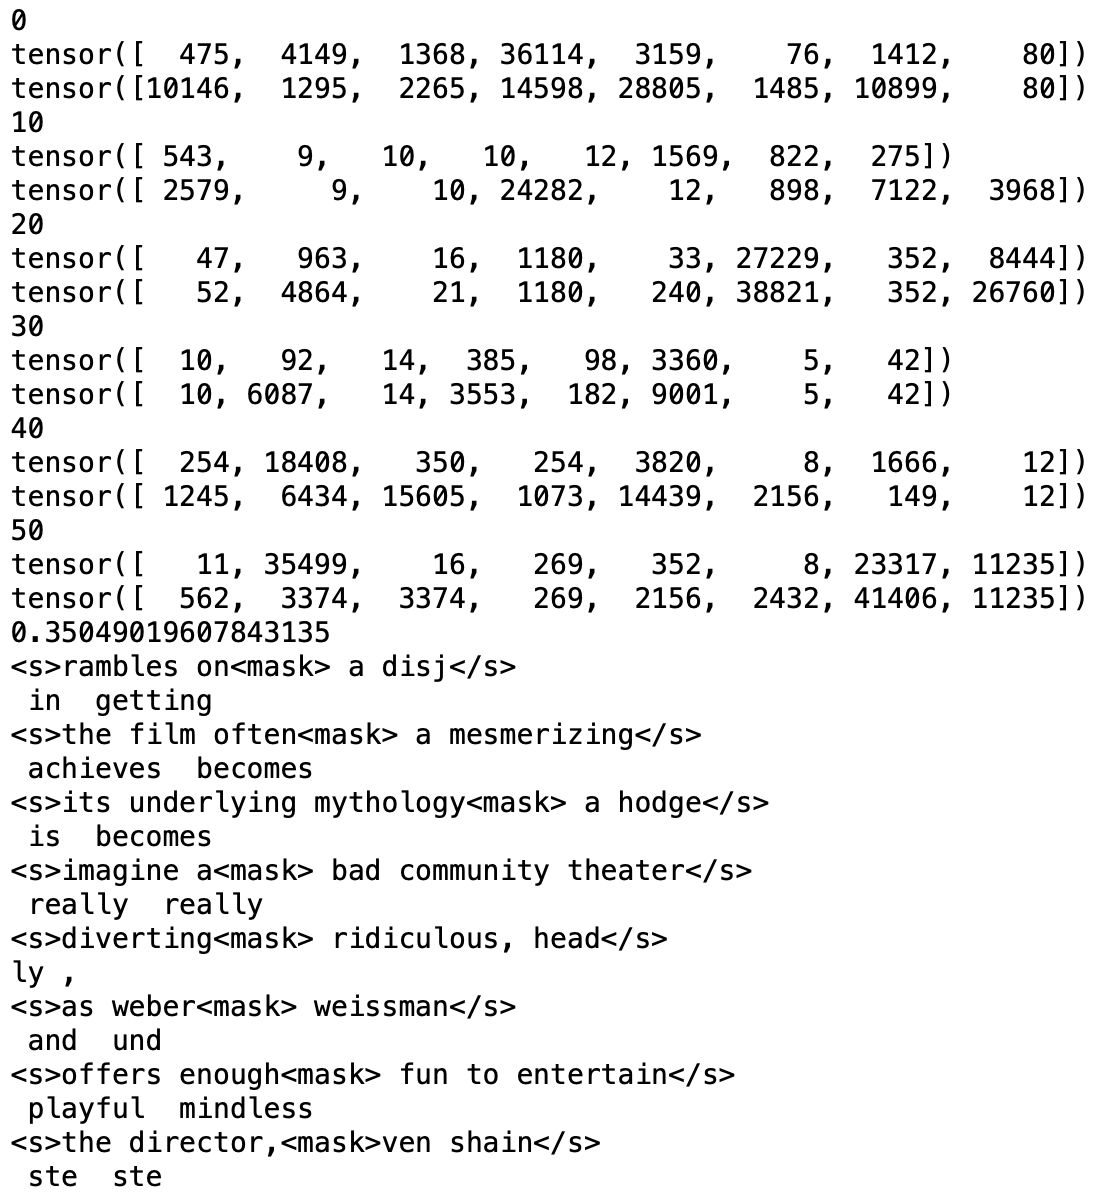 0
tensor([  475,  4149,  1368, 36114,  3159,    76,  1412,    80])
tensor([10146,  1295,  2265, 14598, 28805,  1485, 10899,    80])
10
tensor([ 543,    9,   10,   10,   12, 1569,  822,  275])
tensor([ 2579,     9,    10, 24282,    12,   898,  7122,  3968])
20
tensor([   47,   963,    16,  1180,    33, 27229,   352,  8444])
tensor([   52,  4864,    21,  1180,   240, 38821,   352, 26760])
30
tensor([  10,   92,   14,  385,   98, 3360,    5,   42])
tensor([  10, 6087,   14, 3553,  182, 9001,    5,   42])
40
tensor([  254, 18408,   350,   254,  3820,     8,  1666,    12])
tensor([ 1245,  6434, 15605,  1073, 14439,  2156,   149,    12])
50
tensor([   11, 35499,    16,   269,   352,     8, 23317, 11235])
tensor([  562,  3374,  3374,   269,  2156,  2432, 41406, 11235])
0.35049019607843135
<s>rambles on<mask> a disj</s>
 in  getting
<s>the film often<mask> a mesmerizing</s>
 achieves  becomes
<s>its underlying mythology<mask> a hodge</s>
 is  becomes
<s>imagine a<mask> bad community theater</s>
 really  really
<s>diverting<mask> ridiculous, head</s>
ly ,
<s>as weber<mask> weissman</s>
 and  und
<s>offers enough<mask> fun to entertain</s>
 playful  mindless
<s>the director,<mask>ven shain</s>
 ste  ste